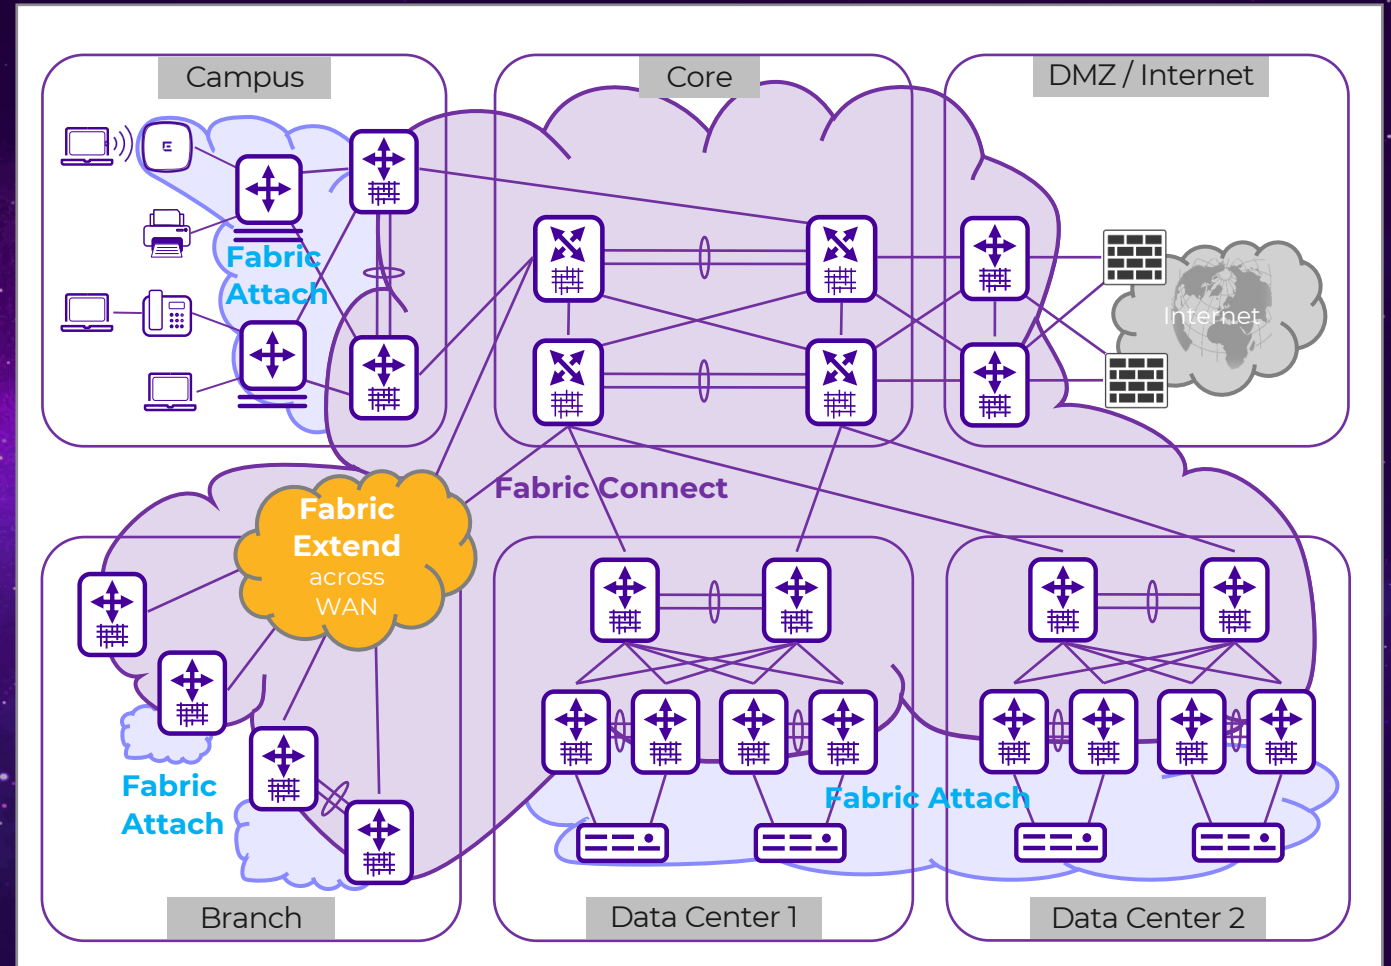 Campus
Core
DMZ / Internet
Fabric
Attach
Internet
Fabric Connect
Fabric
Extend
across
WAN
Fabric
Attach
Fabric Attach
Branch
Data Center 1
Data Center 2